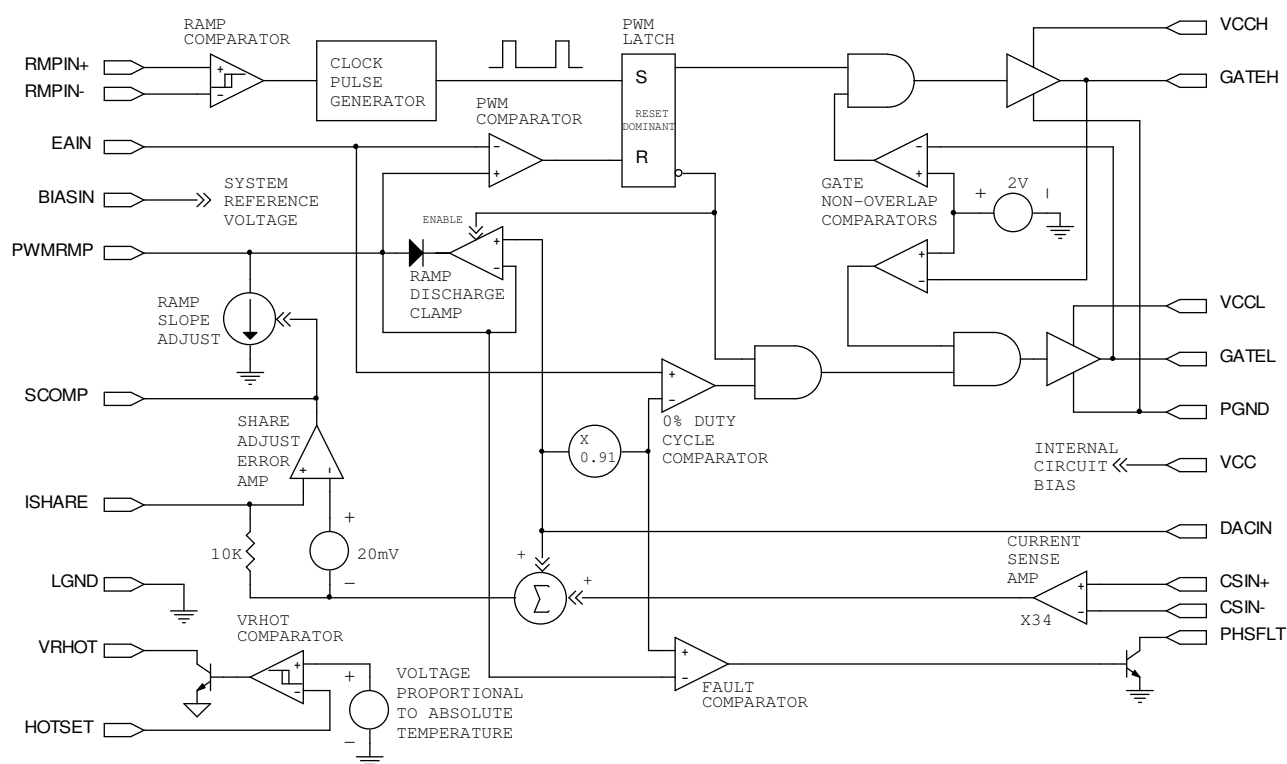 RAMP
COMPARATOR
PWM
LATCH
VCCH
RMPIN+
RMPIN-
+
−
CLOCK
PULSE
GENERATOR
S
RESET
DOMINANT
R
GATEH
PWM
COMPARATOR
EAIN
−
+
−
+
BIASIN
SYSTEM
REFERENCE
VOLTAGE
GATE
NON-OVERLAP
COMPARATORS
+
2V
−
ENABLE
PWMRMP
+
−
+
−
RAMP
DISCHARGE
CLAMP
RAMP
SLOPE
ADJUST
VCCL
GATEL
SCOMP
+
−
PGND
0% DUTY
CYCLE
COMPARATOR
SHARE
ADJUST
ERROR
AMP
+
−
X
0.91
INTERNAL
CIRCUIT
BIAS
VCC
ISHARE
+
20mV
−
10K
DACIN
CURRENT
SENSE
AMP
+
Σ
+
LGND
+
−
X34
CSIN+
CSIN-
PHSFLT
VRHOT
COMPARATOR
VRHOT
+
−
+
−
VOLTAGE
PROPORTIONAL
TO ABSOLUTE
TEMPERATURE
+
−
FAULT
COMPARATOR
HOTSET